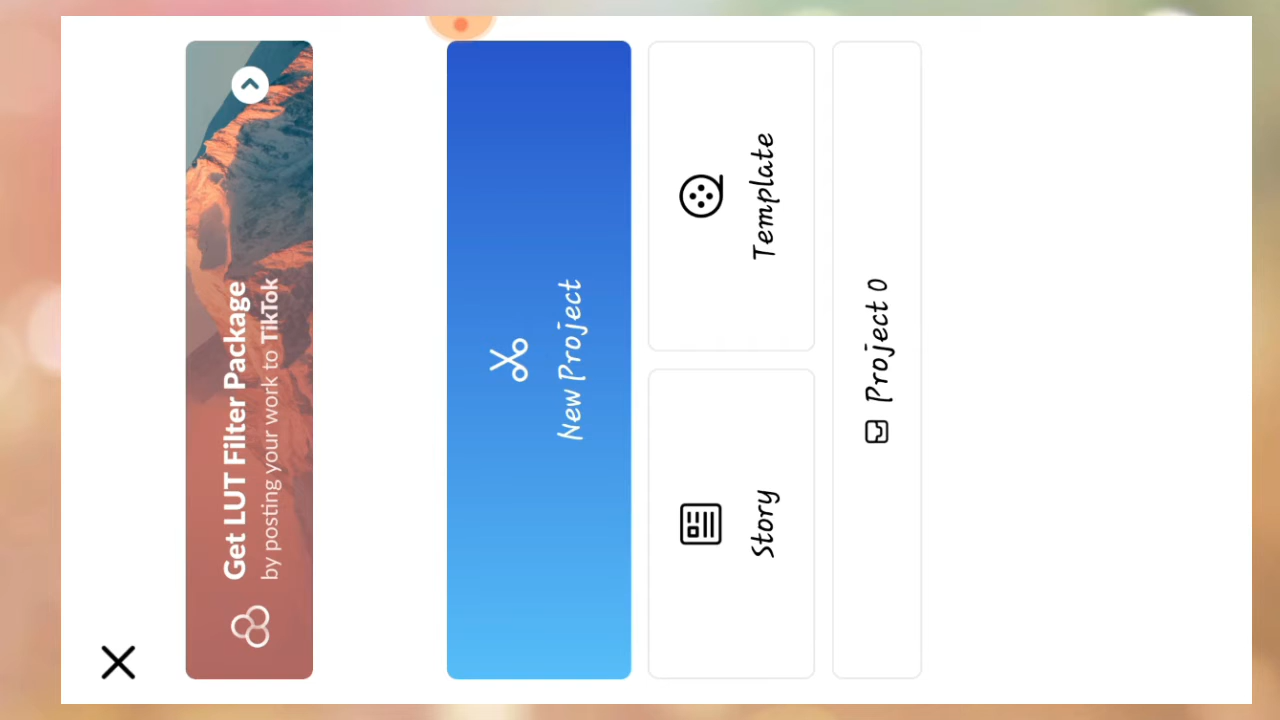 Get LUT Filter Package
by posting your work to TikTok
New Project
Story
Template
Project 0